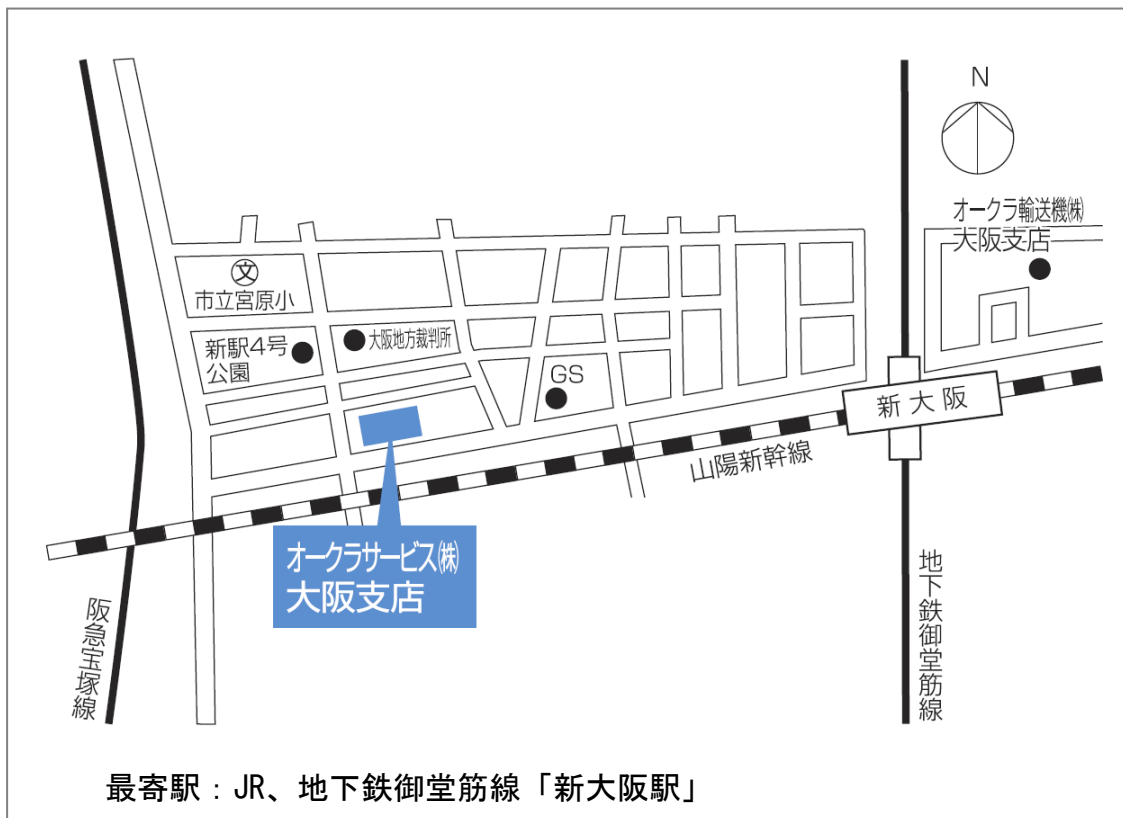 N
オークラ輸送機㈱
大阪支店
文
市立宮原小
新駅4号
公園
大阪地方裁判所
GS
新大阪
山陽新幹線
オークラサービス㈱
大阪支店
阪急宝塚線
地下鉄御堂筋線
最寄駅：JR、地下鉄御堂筋線「新大阪駅」